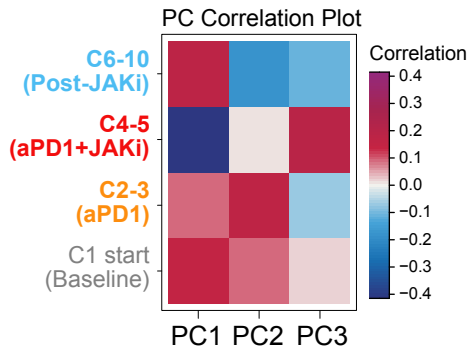 PC Correlation Plot
C6-10
(Post-JAKi)
C4-5
(aPD1+JAKi)
C2-3
(aPD1)
C1 start
(Baseline)
PC1 PC2 PC3
Correlation
0.4
0.3
0.2
0.1
0.0
−0.1
−0.2
−0.3
−0.4